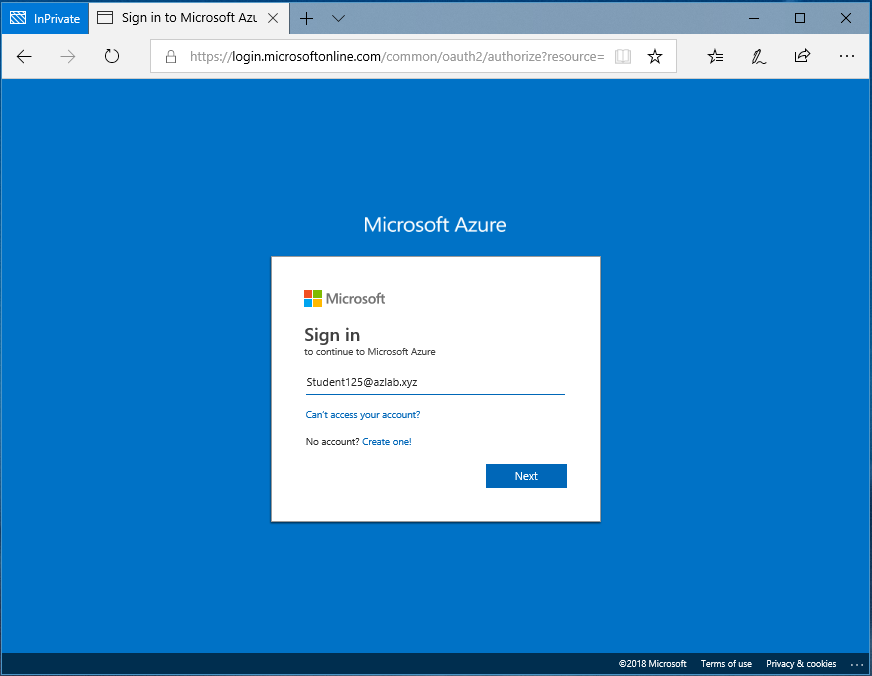 InPrivate
Sign in to Microsoft Azu
https://login.microsoftonline.com/common/oauth2/authorize?resource=
Microsoft Azure
Microsoft
Sign in
to continue to Microsoft Azure
Student125@azlab.xyz
Can't access your account?
No account? Create one!
Next
©2018 Microsoft Terms of use Privacy & cookies ...